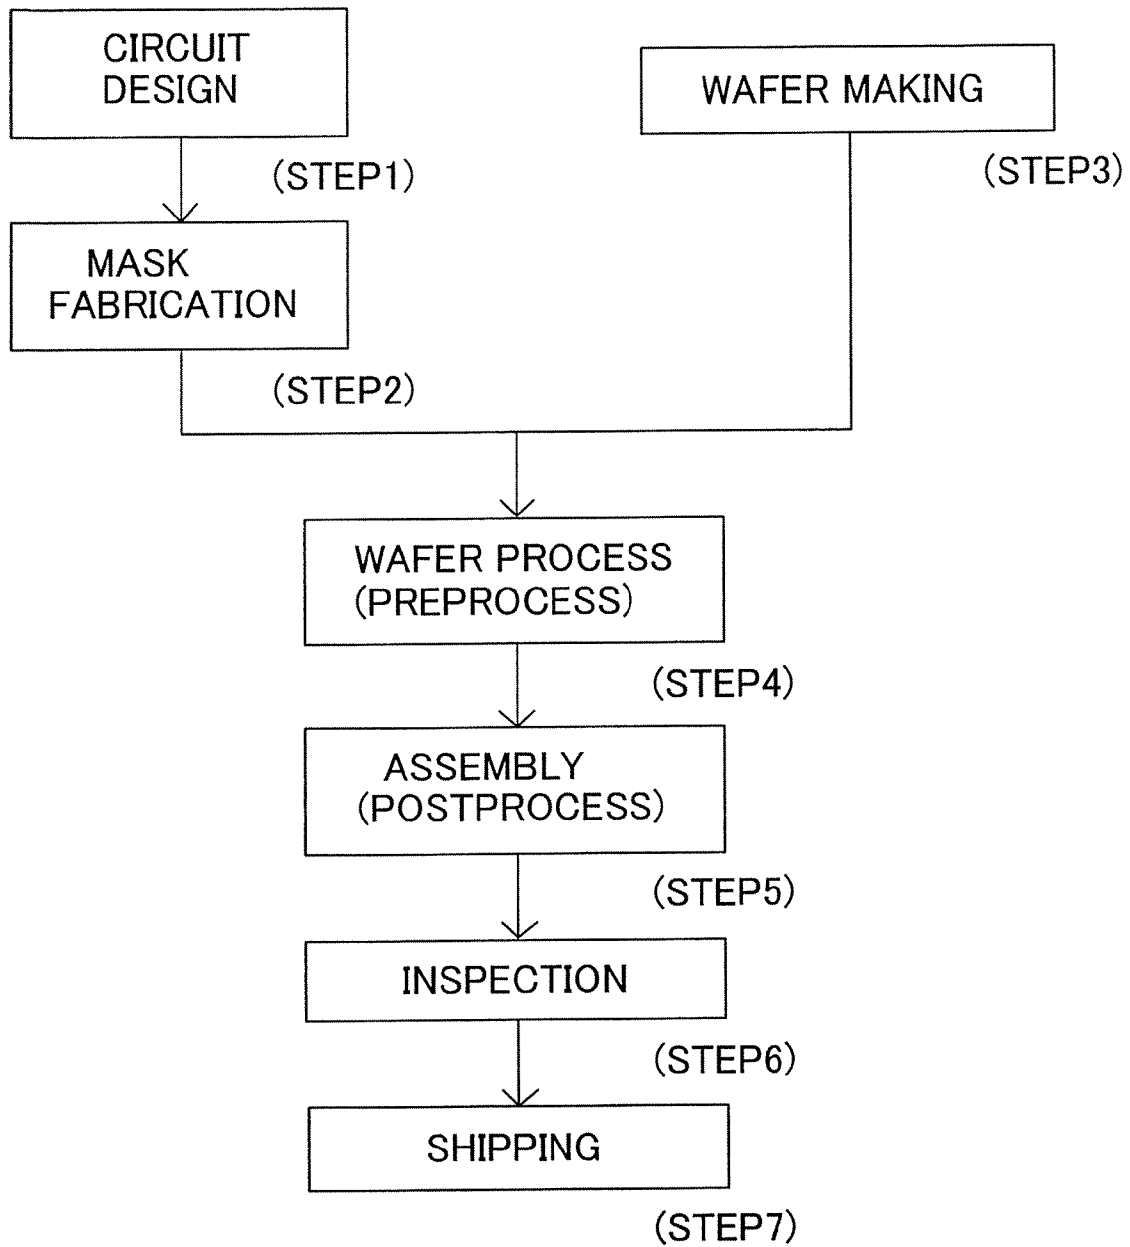 CIRCUIT
DESIGN
(STEP1)
MASK
FABRICATION
(STEP2)
WAFER MAKING
(STEP3)
WAFER PROCESS
(PREPROCESS)
(STEP4)
ASSEMBLY
(POSTPROCESS)
(STEP5)
INSPECTION
(STEP6)
SHIPPING
(STEP7)